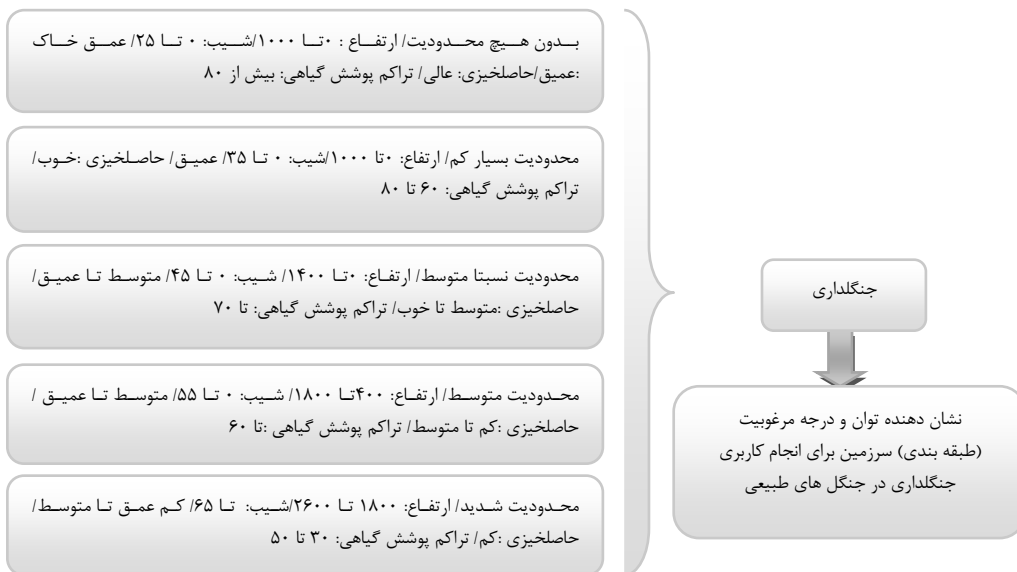 بدون هیچ محدودیت/ ارتفاع : ۰تا ۱۰۰۰/شیب: ۰ تا ۲۵/ عمق خاک
:عمیق/حاصلخیزی: عالی/ تراکم پوشش گیاهی: بیش از ۸۰
محدودیت بسیار کم/ ارتفاع: ۰تا ۱۰۰۰/شیب: ۰ تا ۳۵/ عمیق/ حاصلخیزی :خوب/
تراکم پوشش گیاهی: ۶۰ تا ۸۰
محدودیت نسبتا متوسط/ ارتفاع: ۰تا ۱۴۰۰/ شیب: ۰ تا ۴۵/ متوسط تا عمیق/
حاصلخیزی :متوسط تا خوب/ تراکم پوشش گیاهی: تا ۷۰
محدودیت متوسط/ ارتفاع: ۴۰۰تا ۱۸۰۰/ شیب: ۰ تا ۵۵/ متوسط تا عمیق /
حاصلخیزی :کم تا متوسط/ تراکم پوشش گیاهی :تا ۶۰
محدودیت شدید/ ارتفاع: ۱۸۰۰ تا ۲۶۰۰/شیب: تا ۶۵/ کم عمق تا متوسط/
حاصلخیزی :کم/ تراکم پوشش گیاهی: ۳۰ تا ۵۰
جنگلداری
نشان دهنده توان و درجه مرغوبیت
(طبقه بندی) سرزمین برای انجام کاربری
جنگلداری در جنگل های طبیعی